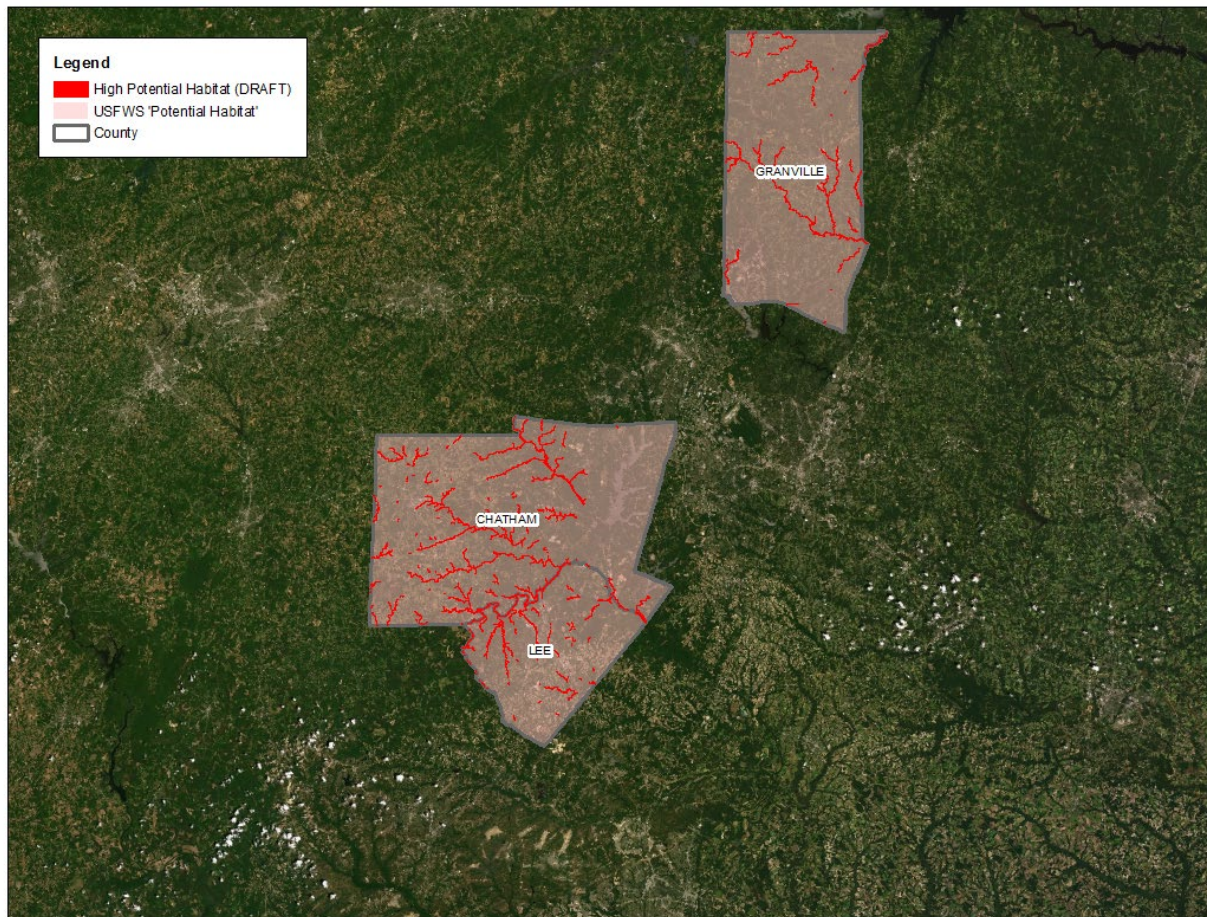 Legend
High Potential Habitat (DRAFT)
USFWS 'Potential Habitat'
County
GRANVILLE
CHATHAM
LEE